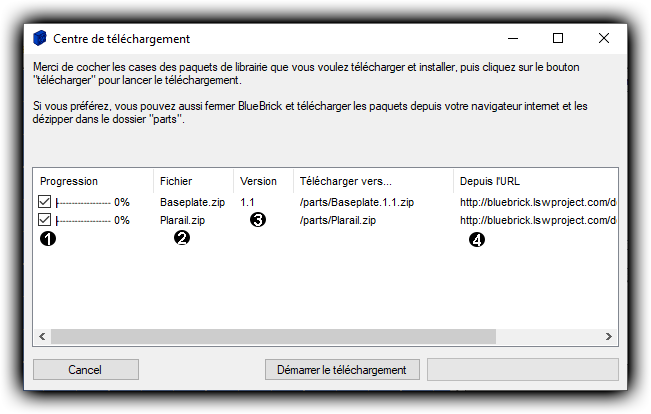 Centre de téléchargement
Merci de cocher les cases des paquets de librairie que vous voulez télécharger et installer, puis cliquez sur le bouton
"télécharger" pour lancer le téléchargement.
Si vous préférez, vous pouvez aussi fermer BlueBrick et télécharger les paquets depuis votre navigateur internet et les
dézipper dans le dossier "parts".
Progression Fichier Version Télécharger vers... Depuis l'URL
0% Baseplate.zip 1.1 /parts/Baseplate.1.1.zip http://bluebrick.lswproject.com/d
0% Plarail.zip /parts/Plarail.zip http://bluebrick.lswproject.com/d
1 2 3 4
Cancel Démarrer le téléchargement